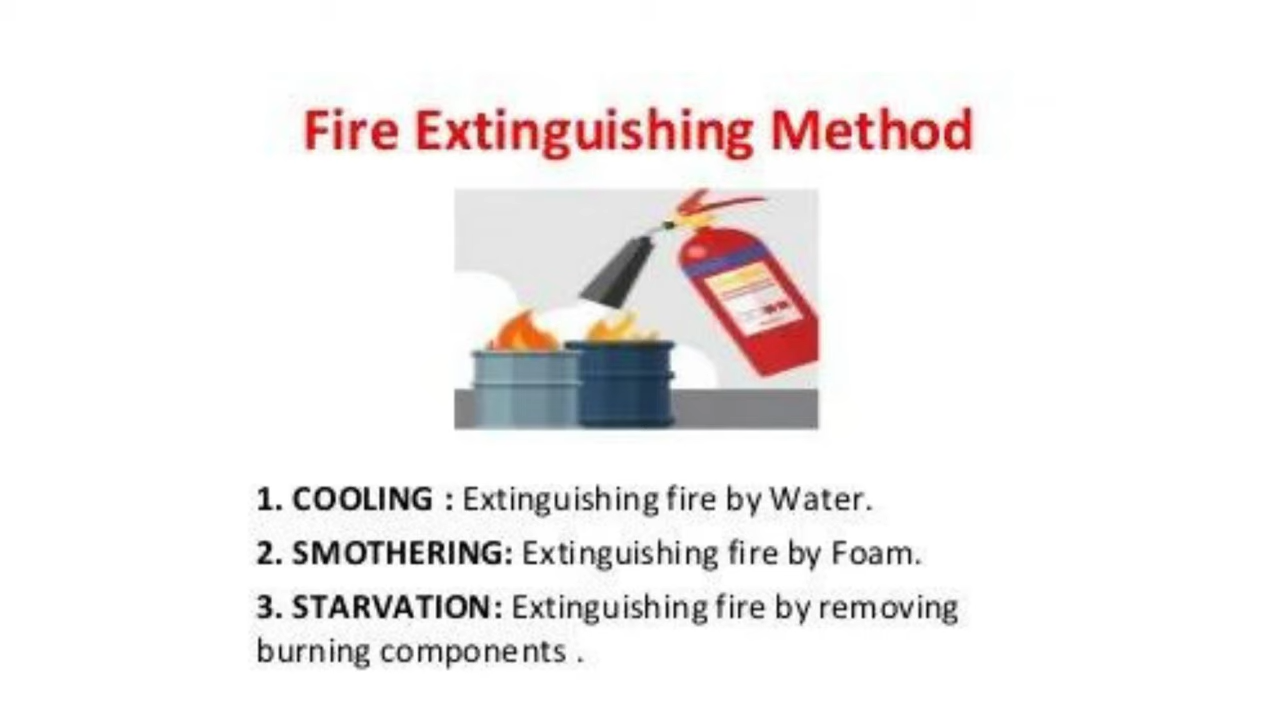 Fire Extinguishing Method
1. COOLING : Extinguishing fire by Water.
2. SMOTHERING: Extinguishing fire by Foam.
3. STARVATION: Extinguishing fire by removing
burning components .